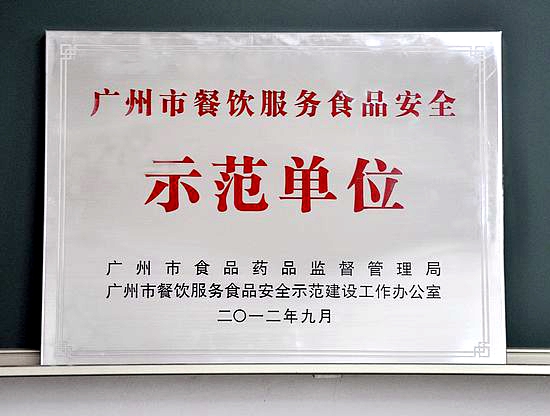 广州市餐饮服务食品安全
示范单位
广州市食品药品监督管理局
广州市餐饮服务食品安全示范建设工作办公室
二〇一二年九月